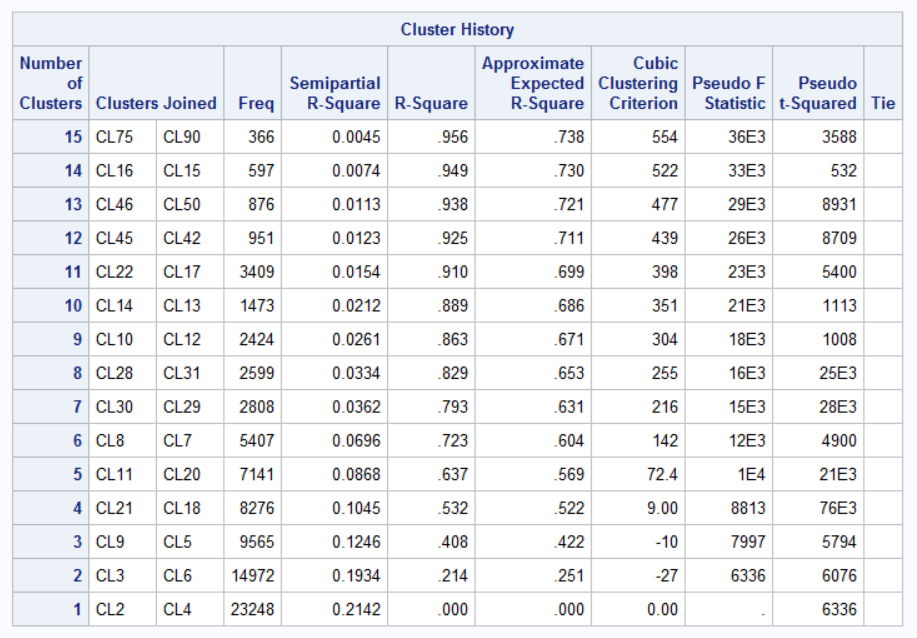 Cluster History
Number of Clusters Clusters Joined Freq Semipartial R-Square R-Square Approximate Expected R-Square Cubic Clustering Criterion Pseudo F Statistic Pseudo t-Squared Tie
15 CL75 CL90 366 0.0045 .956 .738 554 36E3 3588
14 CL16 CL15 597 0.0074 .949 .730 522 33E3 532
13 CL46 CL50 876 0.0113 .938 .721 477 29E3 8931
12 CL45 CL42 951 0.0123 .925 .711 439 26E3 8709
11 CL22 CL17 3409 0.0154 .910 .699 398 23E3 5400
10 CL14 CL13 1473 0.0212 .889 .686 351 21E3 1113
9 CL10 CL12 2424 0.0261 .863 .671 304 18E3 1008
8 CL28 CL31 2599 0.0334 .829 .653 255 16E3 25E3
7 CL30 CL29 2808 0.0362 .793 .631 216 15E3 28E3
6 CL8 CL7 5407 0.0696 .723 .604 142 12E3 4900
5 CL11 CL20 7141 0.0868 .637 .569 72.4 1E4 21E3
4 CL21 CL18 8276 0.1045 .532 .522 9.00 8813 76E3
3 CL9 CL5 9565 0.1246 .408 .422 -10 7997 5794
2 CL3 CL6 14972 0.1934 .214 .251 -27 6336 6076
1 CL2 CL4 23248 0.2142 .000 .000 0.00 . 6336